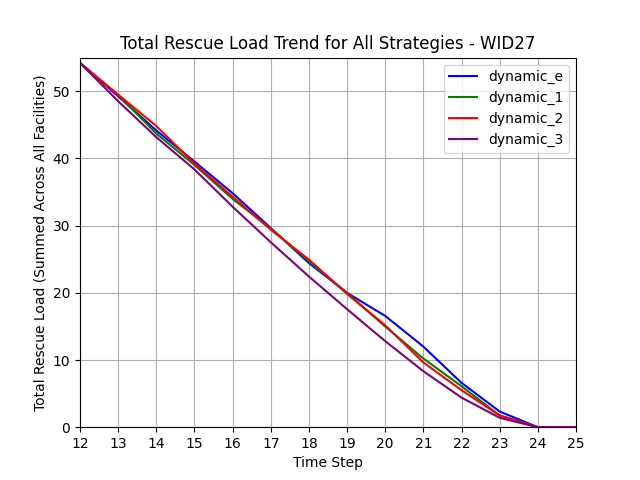 Total Rescue Load Trend for All Strategies - WID27
Total Rescue Load (Summed Across All Facilities)
50
40
30
20
10
0
dynamic_e
dynamic_1
dynamic_2
dynamic_3
12 13 14 15 16 17 18 19 20 21 22 23 24 25
Time Step